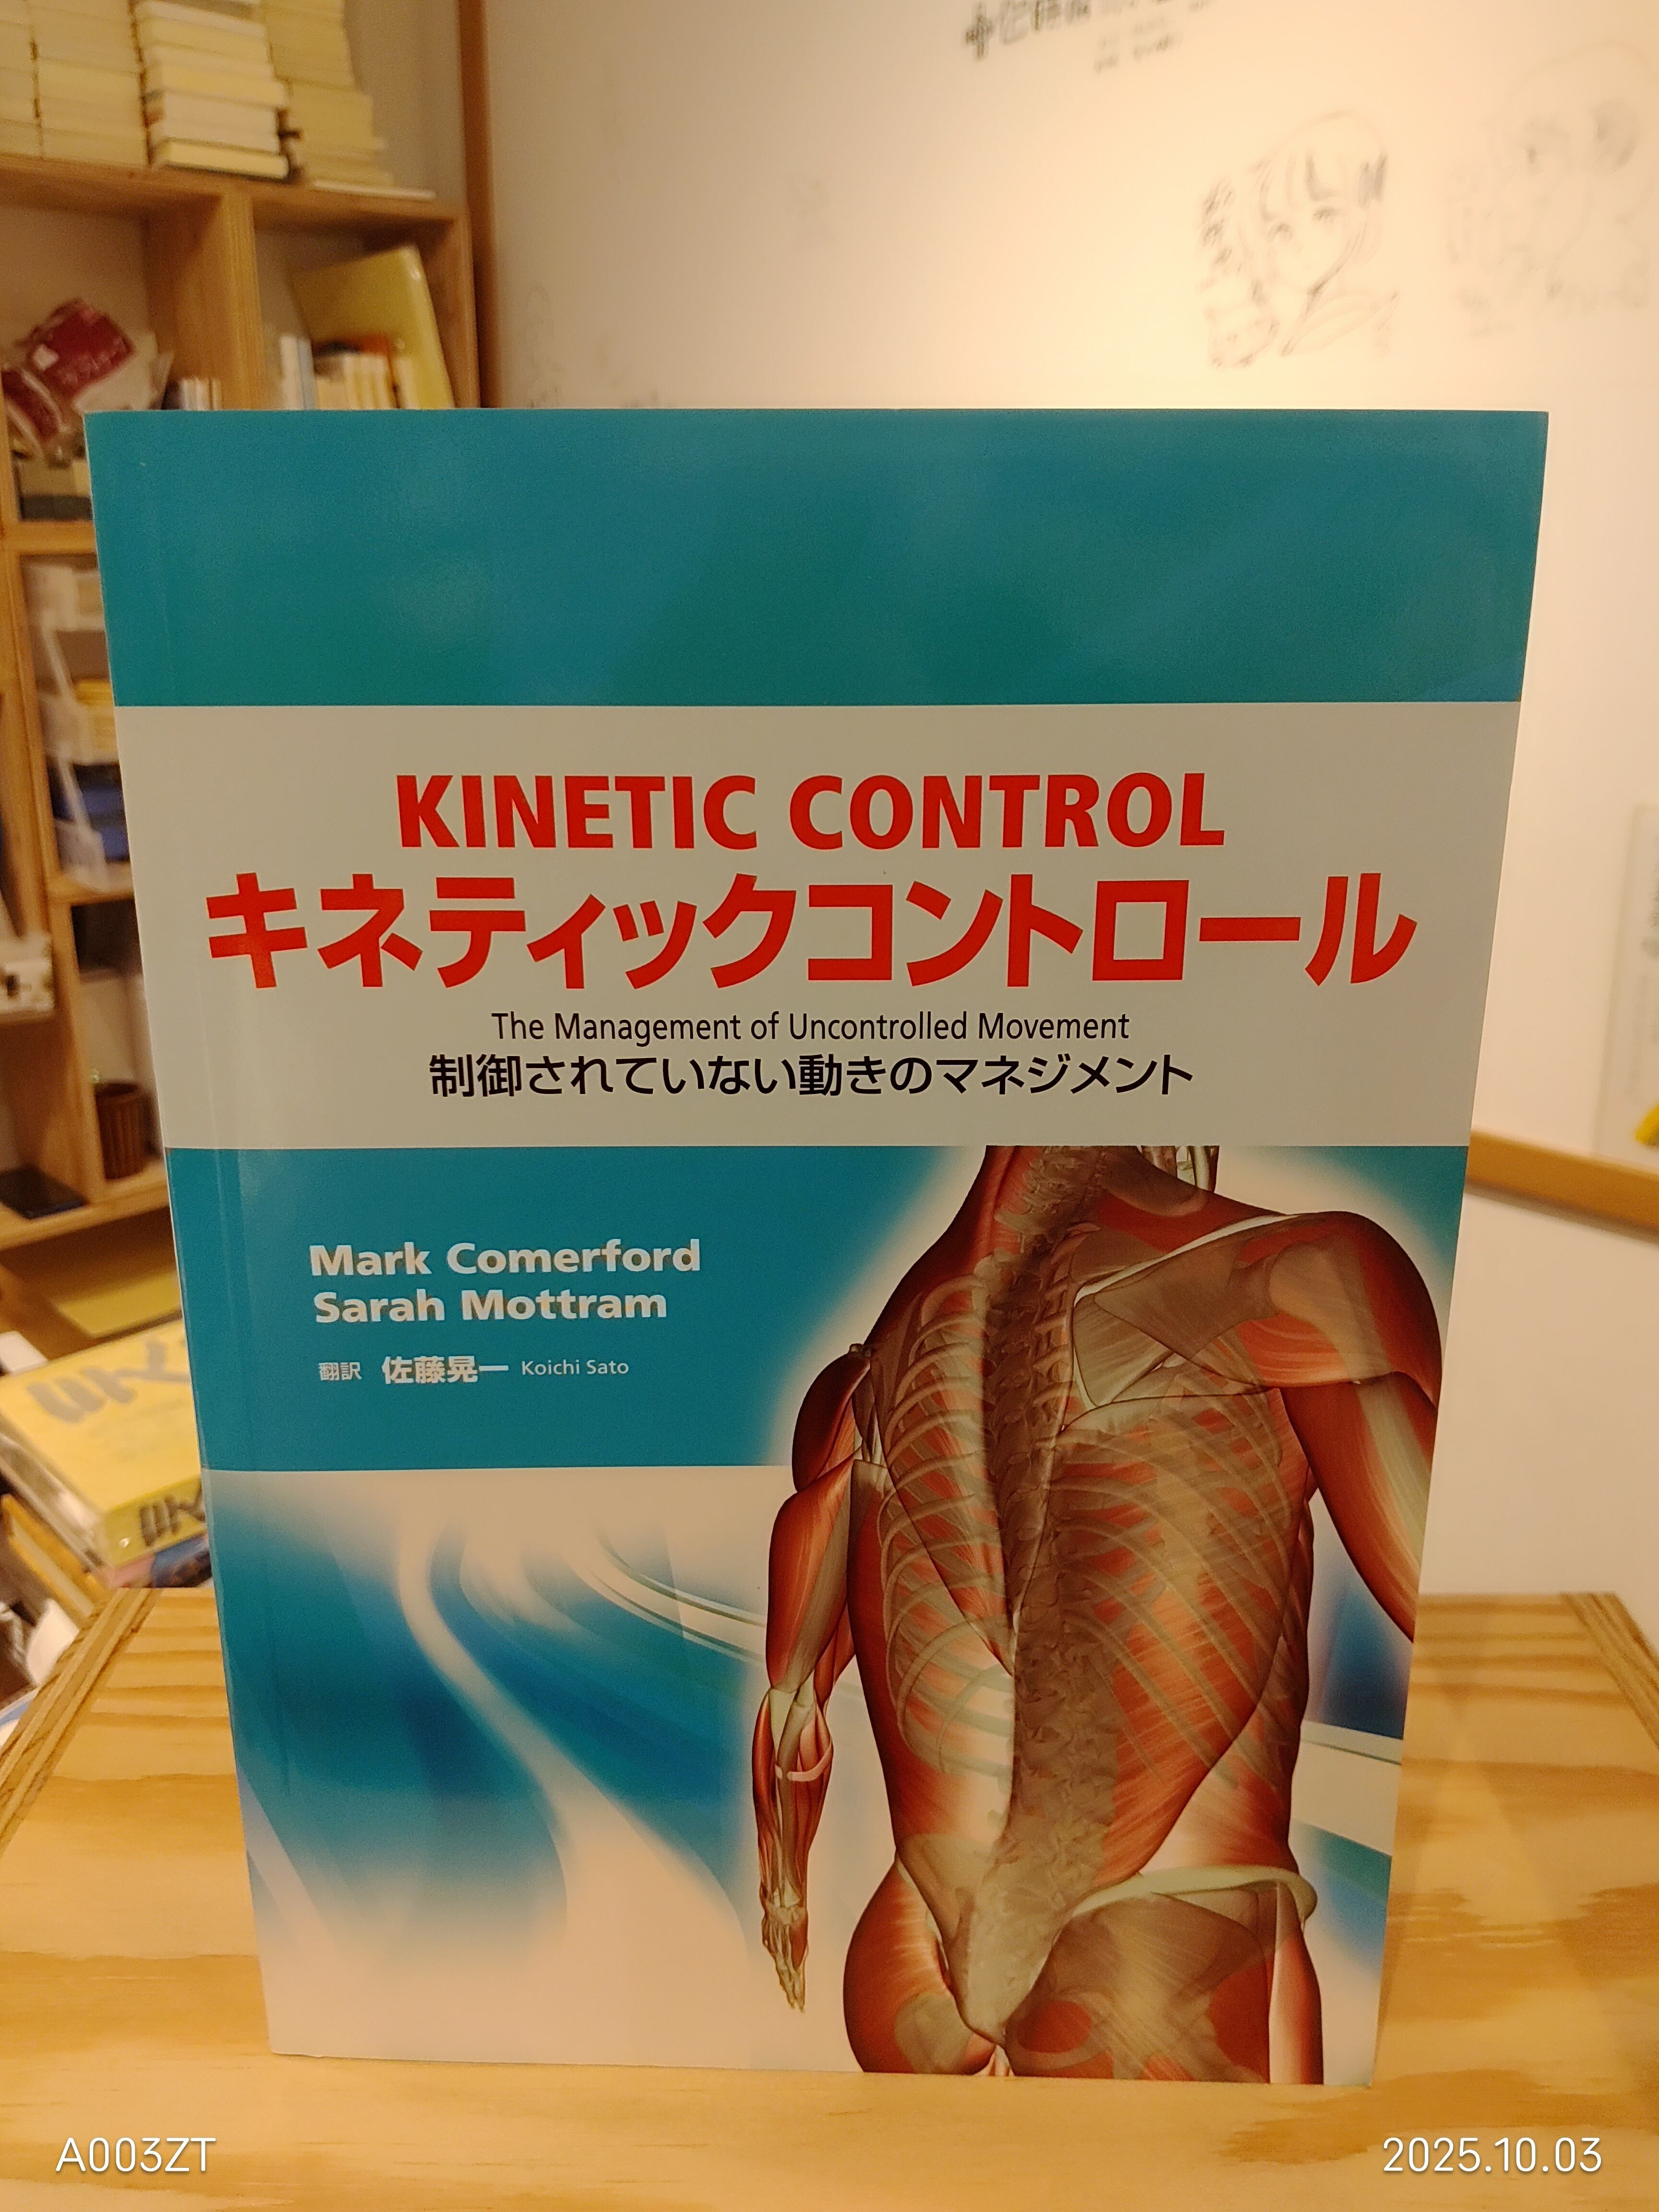 KINETIC CONTROL
キネティックコントロール
The Management of Uncontrolled Movement
制御されていない動きのマネジメント
Mark Comerford
Sarah Mottram
翻訳 佐藤晃一 Koichi Sato
A003ZT
2025.10.03